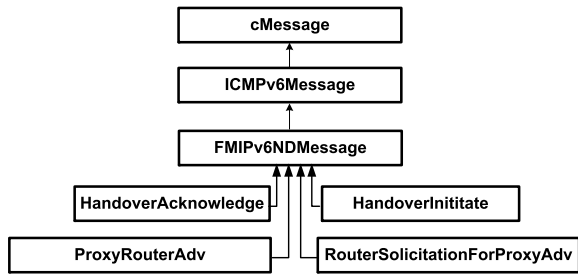 cMessage
ICMPv6Message
FMIPv6NDMessage
HandoverAcknowledge
HandoverInititate
ProxyRouterAdv
RouterSolicitationForProxyAdv